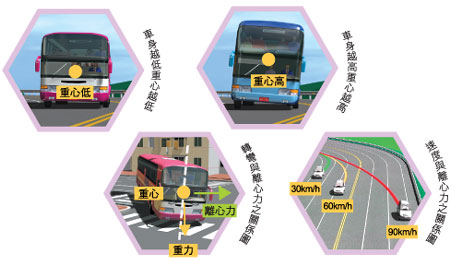 重心低
車身越低重心越低
重心高
車身越高重心越高
重心
離心力
重力
轉彎與離心力之關係圖
30km/h
60km/h
90km/h
速度與離心力之關係圖